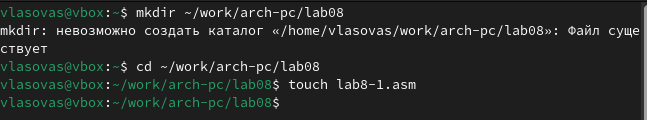 vlasovas@vbox:~$ mkdir ~/work/arch-pc/lab08
mkdir: невозможно создать каталог «/home/vlasovas/work/arch-pc/lab08»: Файл суще
ствует
vlasovas@vbox:~$ cd ~/work/arch-pc/lab08
vlasovas@vbox:~/work/arch-pc/lab08$ touch lab8-1.asm
vlasovas@vbox:~/work/arch-pc/lab08$